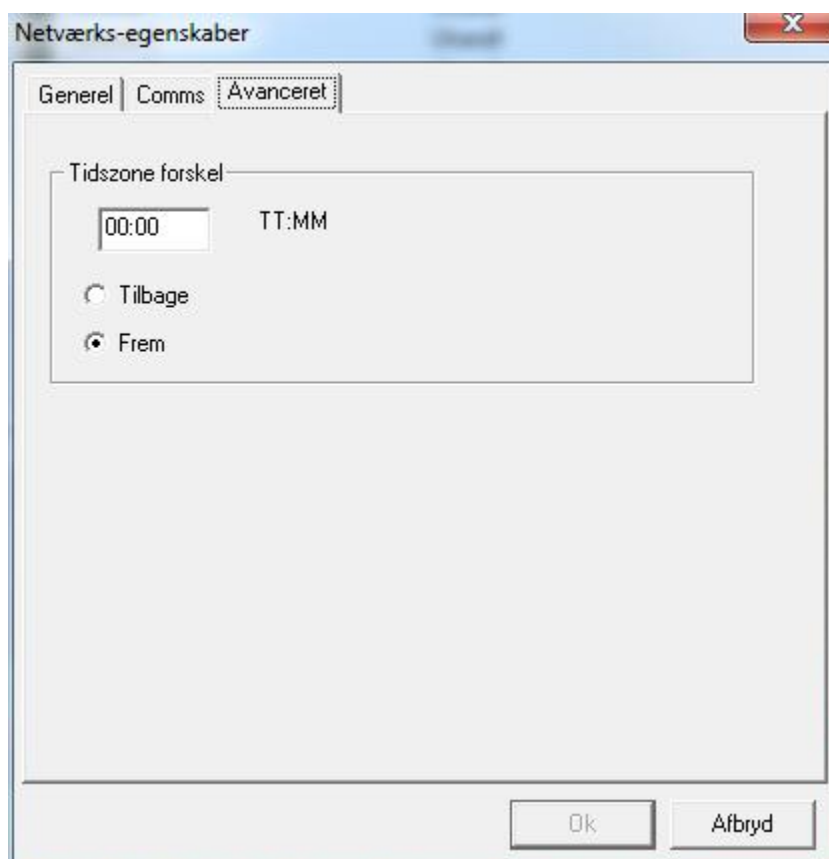 Netværks-egenskaber
Generel Comms Avanceret
Tidszone forskel
00:00 TT:MM
Tilbage
Frem
Ok Afbryd